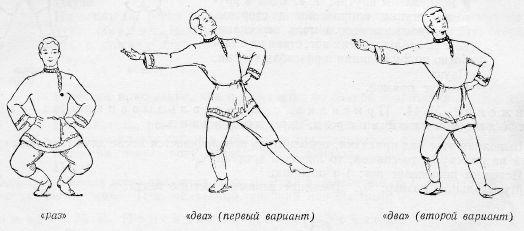 «раз»
«два» (первый вариант)
«два» (второй вариант)